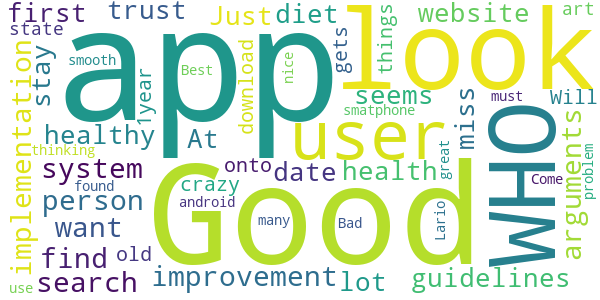 first
trust
Just
diet
website
art
state
stay
smooth
app
gets
things
look
implementation
Best
1year
download
nice
seems
smatphone
miss
must
Will
healthy
At
user
WHO
arguments
thinking
system
onto
date
health
great
problem
found
crazy
Good
Come
person
android
want
many
Bad
Lario
find
old
improvement
lot
guidelines
use
search